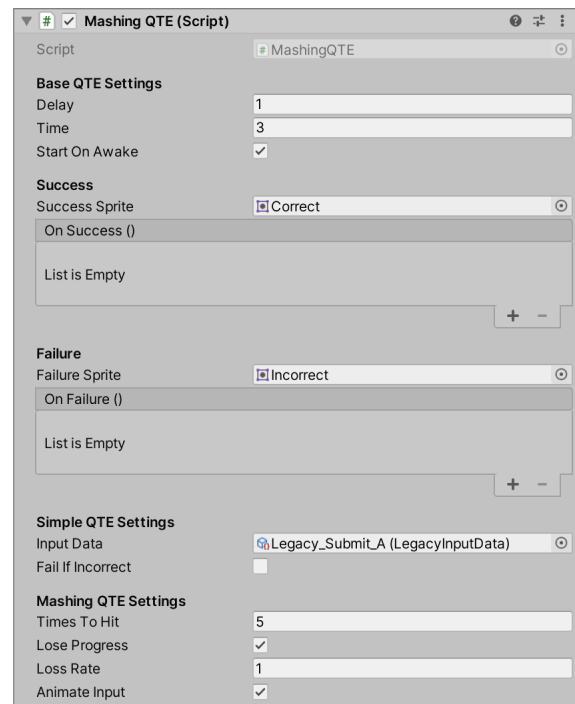 Mashing QTE (Script)
Script MashingQTE
Base QTE Settings
Delay 1
Time 3
Start On Awake
Success
Success Sprite Correct
On Success ()
List is Empty
Failure
Failure Sprite Incorrect
On Failure ()
List is Empty
Simple QTE Settings
Input Data Legacy_Submit_A (LegacyInputData)
Fail If Incorrect
Mashing QTE Settings
Times To Hit 5
Lose Progress
Loss Rate 1
Animate Input